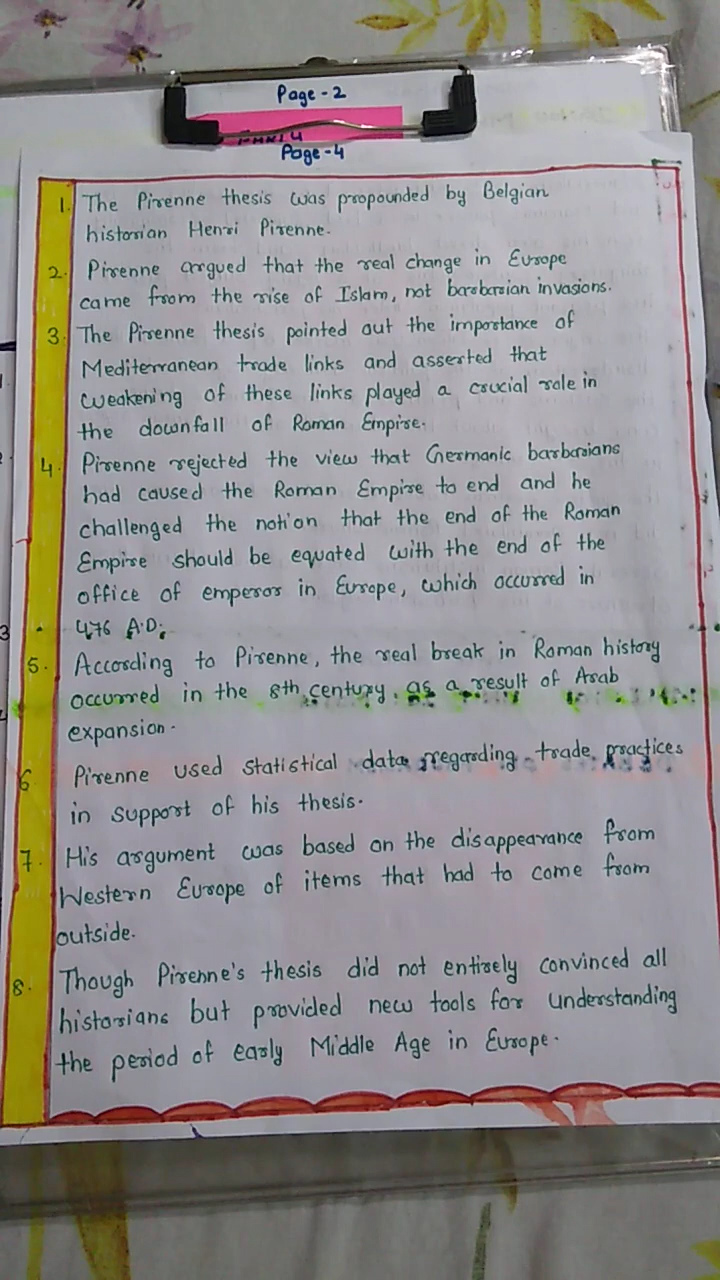 Page-2
Page-4
1. The Pirenne thesis was propounded by Belgian
historian Henri Pirenne.
2. Pirenne argued that the real change in Europe
came from the rise of Islam, not barbarian invasions.
3. The Pirenne thesis pointed out the importance of
Mediterranean trade links and asserted that
weakening of these links played a crucial role in
the downfall of Roman Empire.
4. Pirenne rejected the view that Germanic barbarians
had caused the Roman Empire to end and he
challenged the notion that the end of the Roman
Empire should be equated with the end of the
office of emperor in Europe, which occurred in
476 A.D.
5. According to Pirenne, the real break in Roman history
occurred in the 8th century as a result of Arab
expansion.
6 Pirenne used statistical data regarding trade practices
in support of his thesis.
7. His argument was based on the disappearance from
Western Europe of items that had to come from
outside.
8. Though Pirenne's thesis did not entirely convinced all
historians but provided new tools for understanding
the period of early Middle Age in Europe.